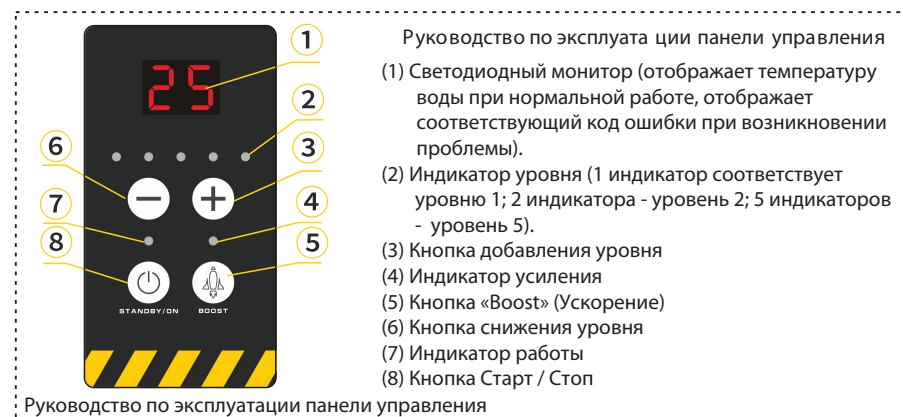 25
1
2
3
4
5
6
7
8
STANDBY/ON
BOOST
Руководство по эксплуата ции панели управления
(1) Светодиодный монитор (отображает температуру
воды при нормальной работе, отображает
соответствующий код ошибки при возникновении
проблемы).
(2) Индикатор уровня (1 индикатор соответствует
уровню 1; 2 индикатора - уровень 2; 5 индикаторов
- уровень 5).
(3) Кнопка добавления уровня
(4) Индикатор усиления
(5) Кнопка «Boost» (Ускорение)
(6) Кнопка снижения уровня
(7) Индикатор работы
(8) Кнопка Старт / Стоп
Руководство по эксплуатации панели управления